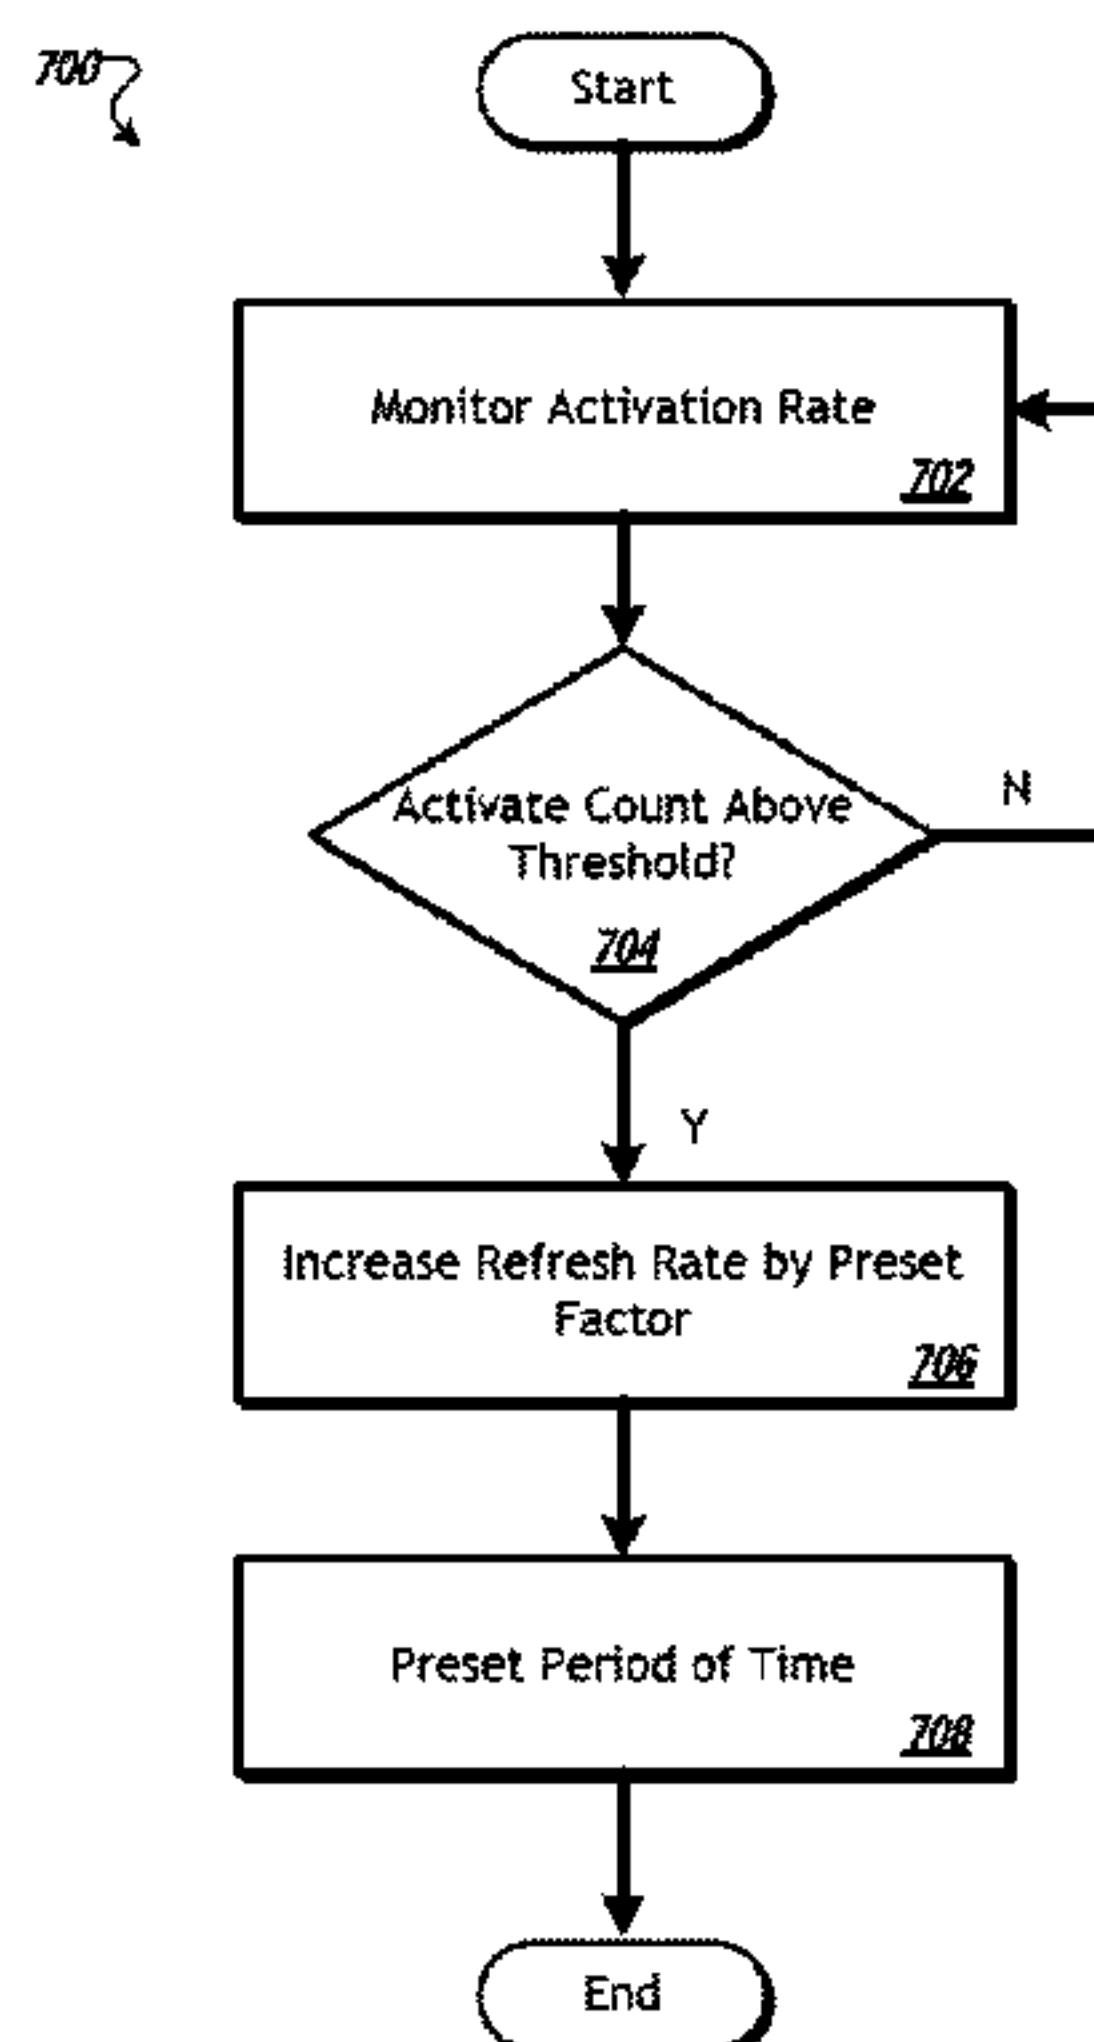 700
Start
Monitor Activation Rate
702
Activate Count Above
Threshold?
704
N
Y
Increase Refresh Rate by Preset
Factor
706
Preset Period of Time
708
End